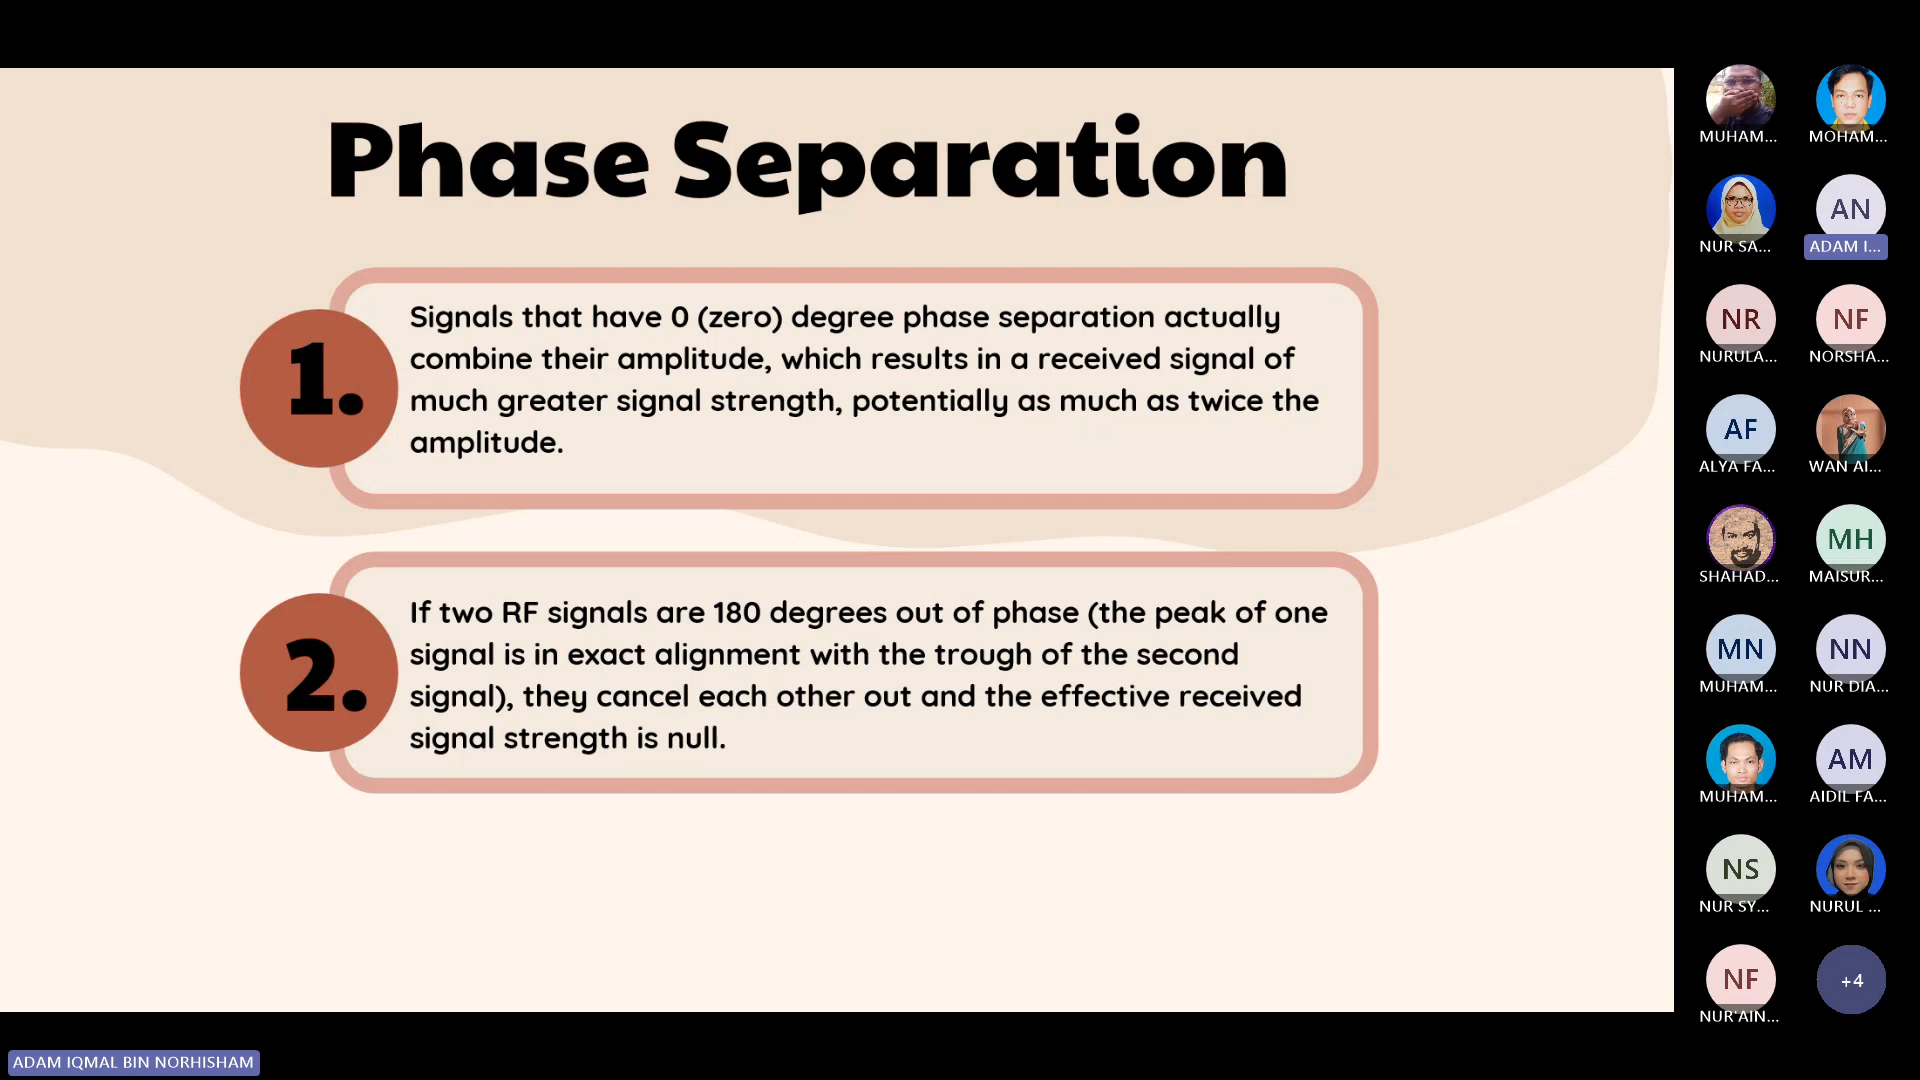 Phase Separation
1.
Signals that have 0 (zero) degree phase separation actually
combine their amplitude, which results in a received signal of
much greater signal strength, potentially as much as twice the
amplitude.
2.
If two RF signals are 180 degrees out of phase (the peak of one
signal is in exact alignment with the trough of the second
signal), they cancel each other out and the effective received
signal strength is null.
MUHAM...
MOHAM...
NUR SA...
AN
ADAM I...
NR
NURULA...
NF
NORSHA...
AF
ALYA FA...
WAN AI...
SHAHAD...
MH
MAISUR...
MN
MUHAM...
NN
NUR DIA...
MUHAM...
AM
AIDIL FA...
NS
NUR SY...
NURUL ...
NF
NUR'AIN...
+4
ADAM IQMAL BIN NORHISHAM